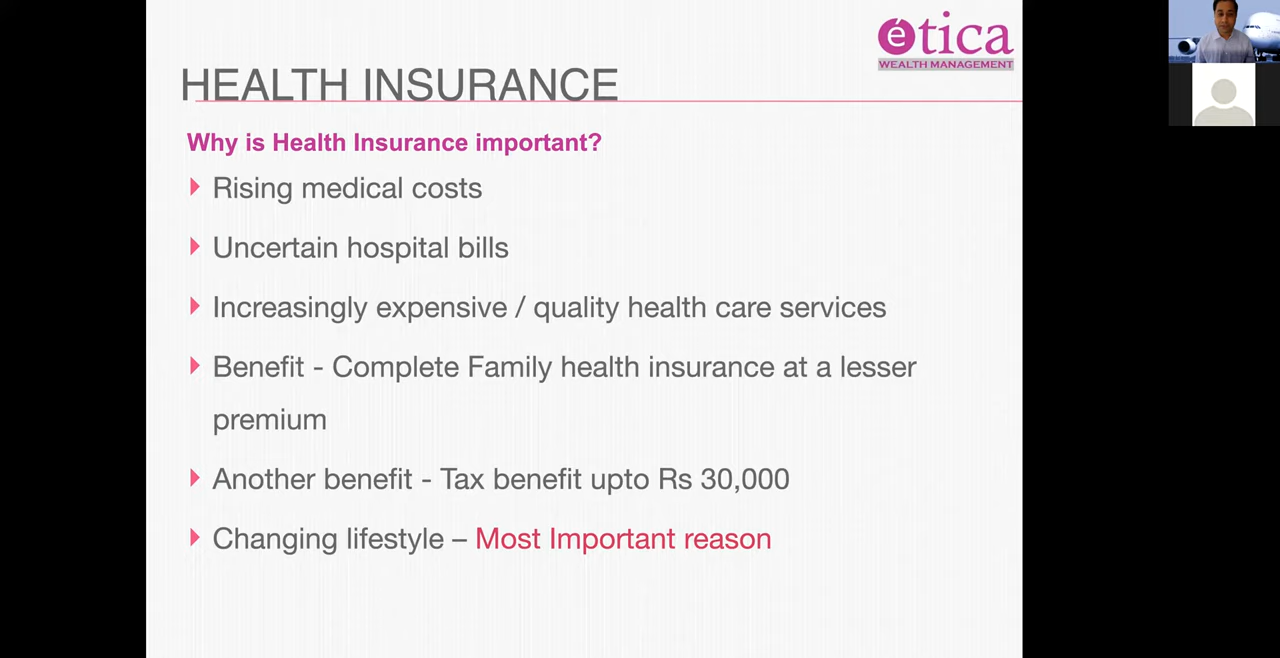 ética
WEALTH MANAGEMENT
HEALTH INSURANCE
Why is Health Insurance important?
Rising medical costs
Uncertain hospital bills
Increasingly expensive / quality health care services
Benefit - Complete Family health insurance at a lesser
premium
Another benefit - Tax benefit upto Rs 30,000
Changing lifestyle – Most Important reason